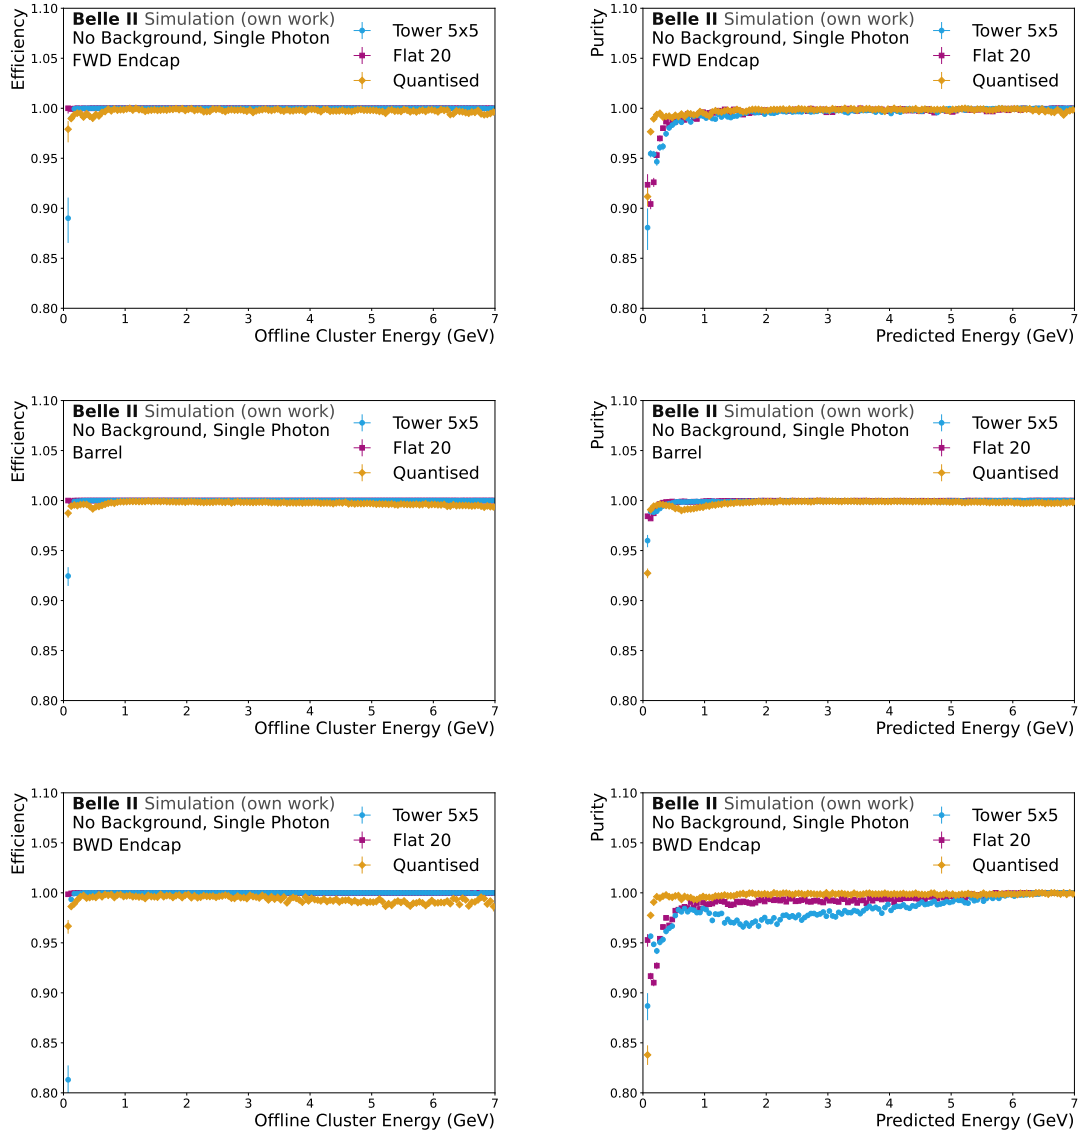 Efficiency
1.10
1.05
1.00
0.95
0.90
0.85
0.80
Belle II Simulation (own work)
No Background, Single Photon
FWD Endcap
Tower 5x5
Flat 20
Quantised
0 1 2 3 4 5 6 7
Offline Cluster Energy (GeV)
Purity
1.10
1.05
1.00
0.95
0.90
0.85
0.80
Belle II Simulation (own work)
No Background, Single Photon
FWD Endcap
Tower 5x5
Flat 20
Quantised
0 1 2 3 4 5 6 7
Predicted Energy (GeV)
Efficiency
1.10
1.05
1.00
0.95
0.90
0.85
0.80
Belle II Simulation (own work)
No Background, Single Photon
Barrel
Tower 5x5
Flat 20
Quantised
0 1 2 3 4 5 6 7
Offline Cluster Energy (GeV)
Purity
1.10
1.05
1.00
0.95
0.90
0.85
0.80
Belle II Simulation (own work)
No Background, Single Photon
Barrel
Tower 5x5
Flat 20
Quantised
0 1 2 3 4 5 6 7
Predicted Energy (GeV)
Efficiency
1.10
1.05
1.00
0.95
0.90
0.85
0.80
Belle II Simulation (own work)
No Background, Single Photon
BWD Endcap
Tower 5x5
Flat 20
Quantised
0 1 2 3 4 5 6 7
Offline Cluster Energy (GeV)
Purity
1.10
1.05
1.00
0.95
0.90
0.85
0.80
Belle II Simulation (own work)
No Background, Single Photon
BWD Endcap
Tower 5x5
Flat 20
Quantised
0 1 2 3 4 5 6 7
Predicted Energy (GeV)